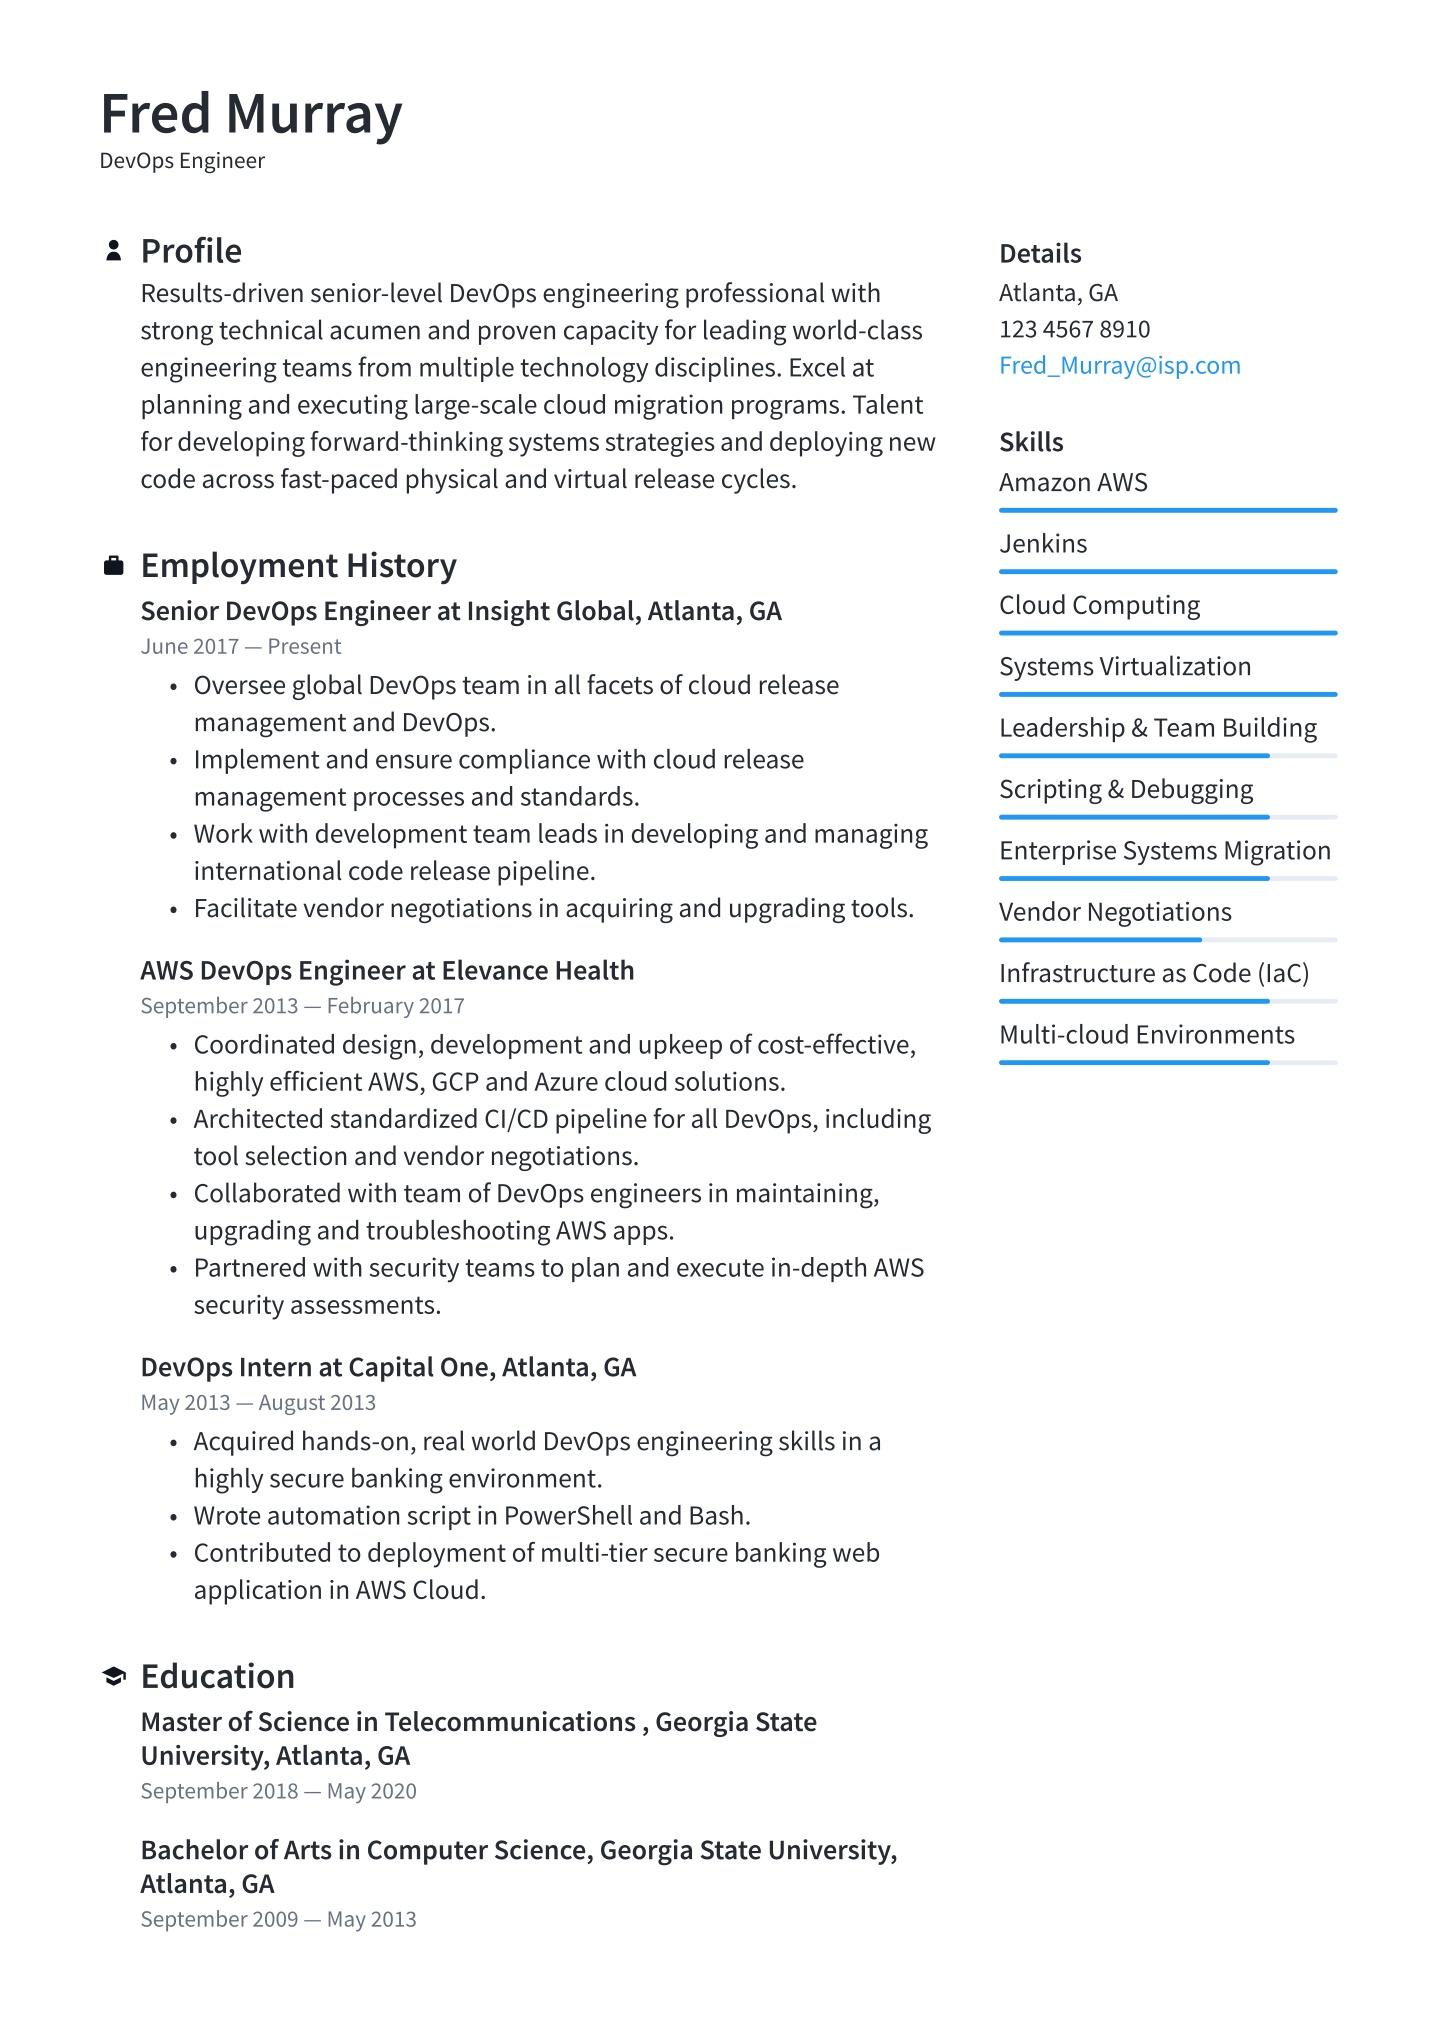 Fred Murray
DevOps Engineer
Profile
Results-driven senior-level DevOps engineering professional with
strong technical acumen and proven capacity for leading world-class
engineering teams from multiple technology disciplines. Excel at
planning and executing large-scale cloud migration programs. Talent
for developing forward-thinking systems strategies and deploying new
code across fast-paced physical and virtual release cycles.
Employment History
Senior DevOps Engineer at Insight Global, Atlanta, GA
June 2017 — Present
• Oversee global DevOps team in all facets of cloud release
management and DevOps.
• Implement and ensure compliance with cloud release
management processes and standards.
• Work with development team leads in developing and managing
international code release pipeline.
• Facilitate vendor negotiations in acquiring and upgrading tools.
AWS DevOps Engineer at Elevance Health
September 2013 — February 2017
• Coordinated design, development and upkeep of cost-effective,
highly efficient AWS, GCP and Azure cloud solutions.
• Architected standardized CI/CD pipeline for all DevOps, including
tool selection and vendor negotiations.
• Collaborated with team of DevOps engineers in maintaining,
upgrading and troubleshooting AWS apps.
• Partnered with security teams to plan and execute in-depth AWS
security assessments.
DevOps Intern at Capital One, Atlanta, GA
May 2013 — August 2013
• Acquired hands-on, real world DevOps engineering skills in a
highly secure banking environment.
• Wrote automation script in PowerShell and Bash.
• Contributed to deployment of multi-tier secure banking web
application in AWS Cloud.
Education
Master of Science in Telecommunications , Georgia State
University, Atlanta, GA
September 2018 — May 2020
Bachelor of Arts in Computer Science, Georgia State University,
Atlanta, GA
September 2009 — May 2013
Details
Atlanta, GA
123 4567 8910
Fred_Murray@isp.com
Skills
Amazon AWS
Jenkins
Cloud Computing
Systems Virtualization
Leadership & Team Building
Scripting & Debugging
Enterprise Systems Migration
Vendor Negotiations
Infrastructure as Code (IaC)
Multi-cloud Environments